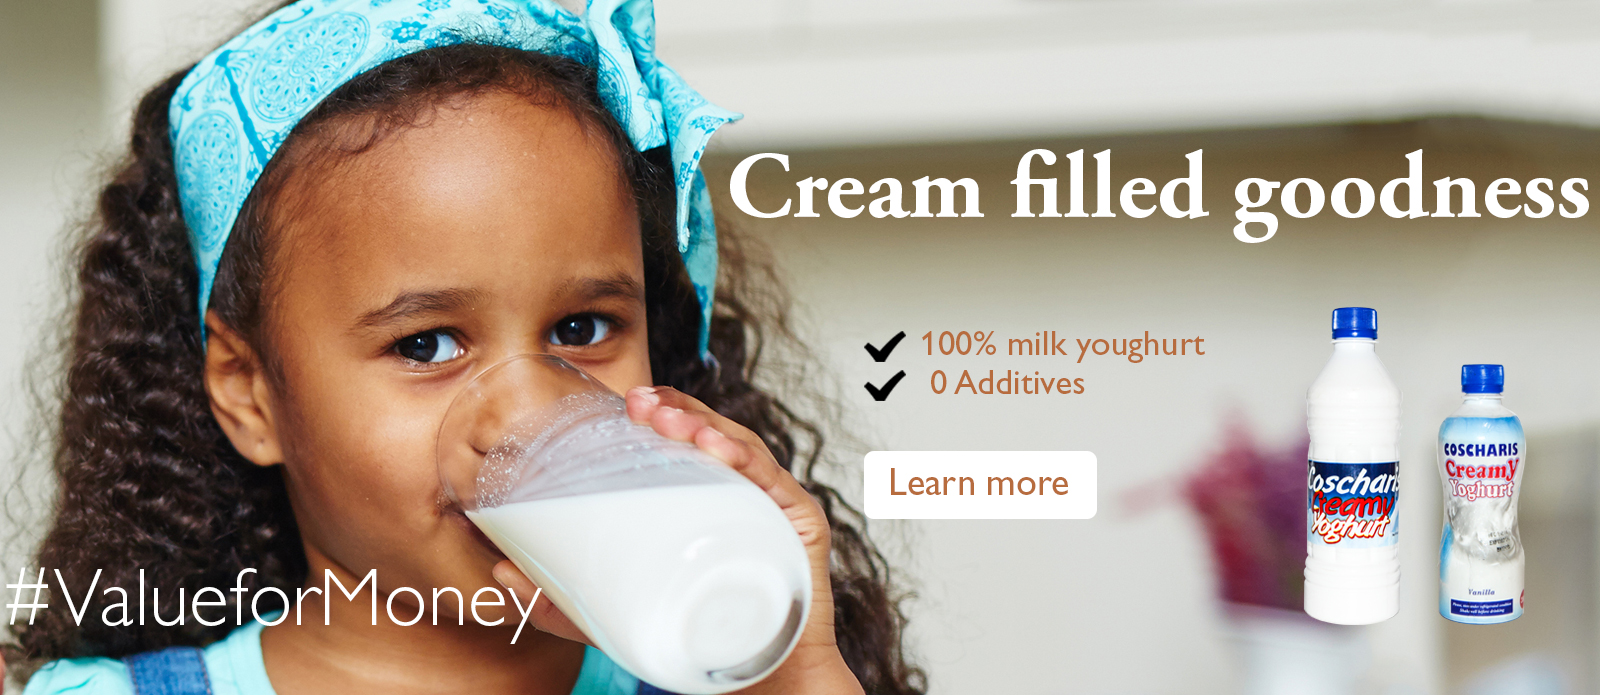 Cream filled goodness
100% milk youghurt
0 Additives
Learn more
#ValueforMoney
Coscharis
Creamy
Yoghurt
COSCHARIS
Creamy
Yoghurt
Vanilla